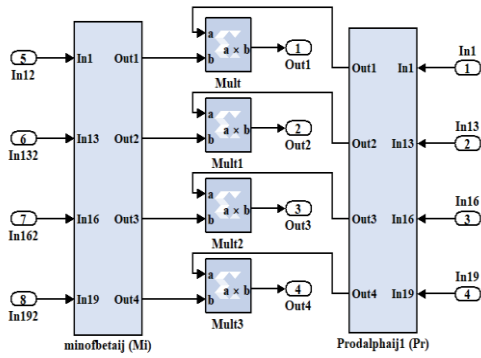 5
In12
In1
Out1
a
b
a × b
Mult
1
Out1
Out1
In1
In1
1
6
In132
In13
Out2
a
b
a × b
Mult1
2
Out2
Out2
In13
In13
2
7
In162
In16
Out3
a
b
a × b
Mult2
3
Out3
Out3
In16
In16
3
8
In192
In19
Out4
a
b
a × b
Mult3
4
Out4
Out4
In19
In19
4
minofbetaij (Mi)
Prodalphaij1 (Pr)